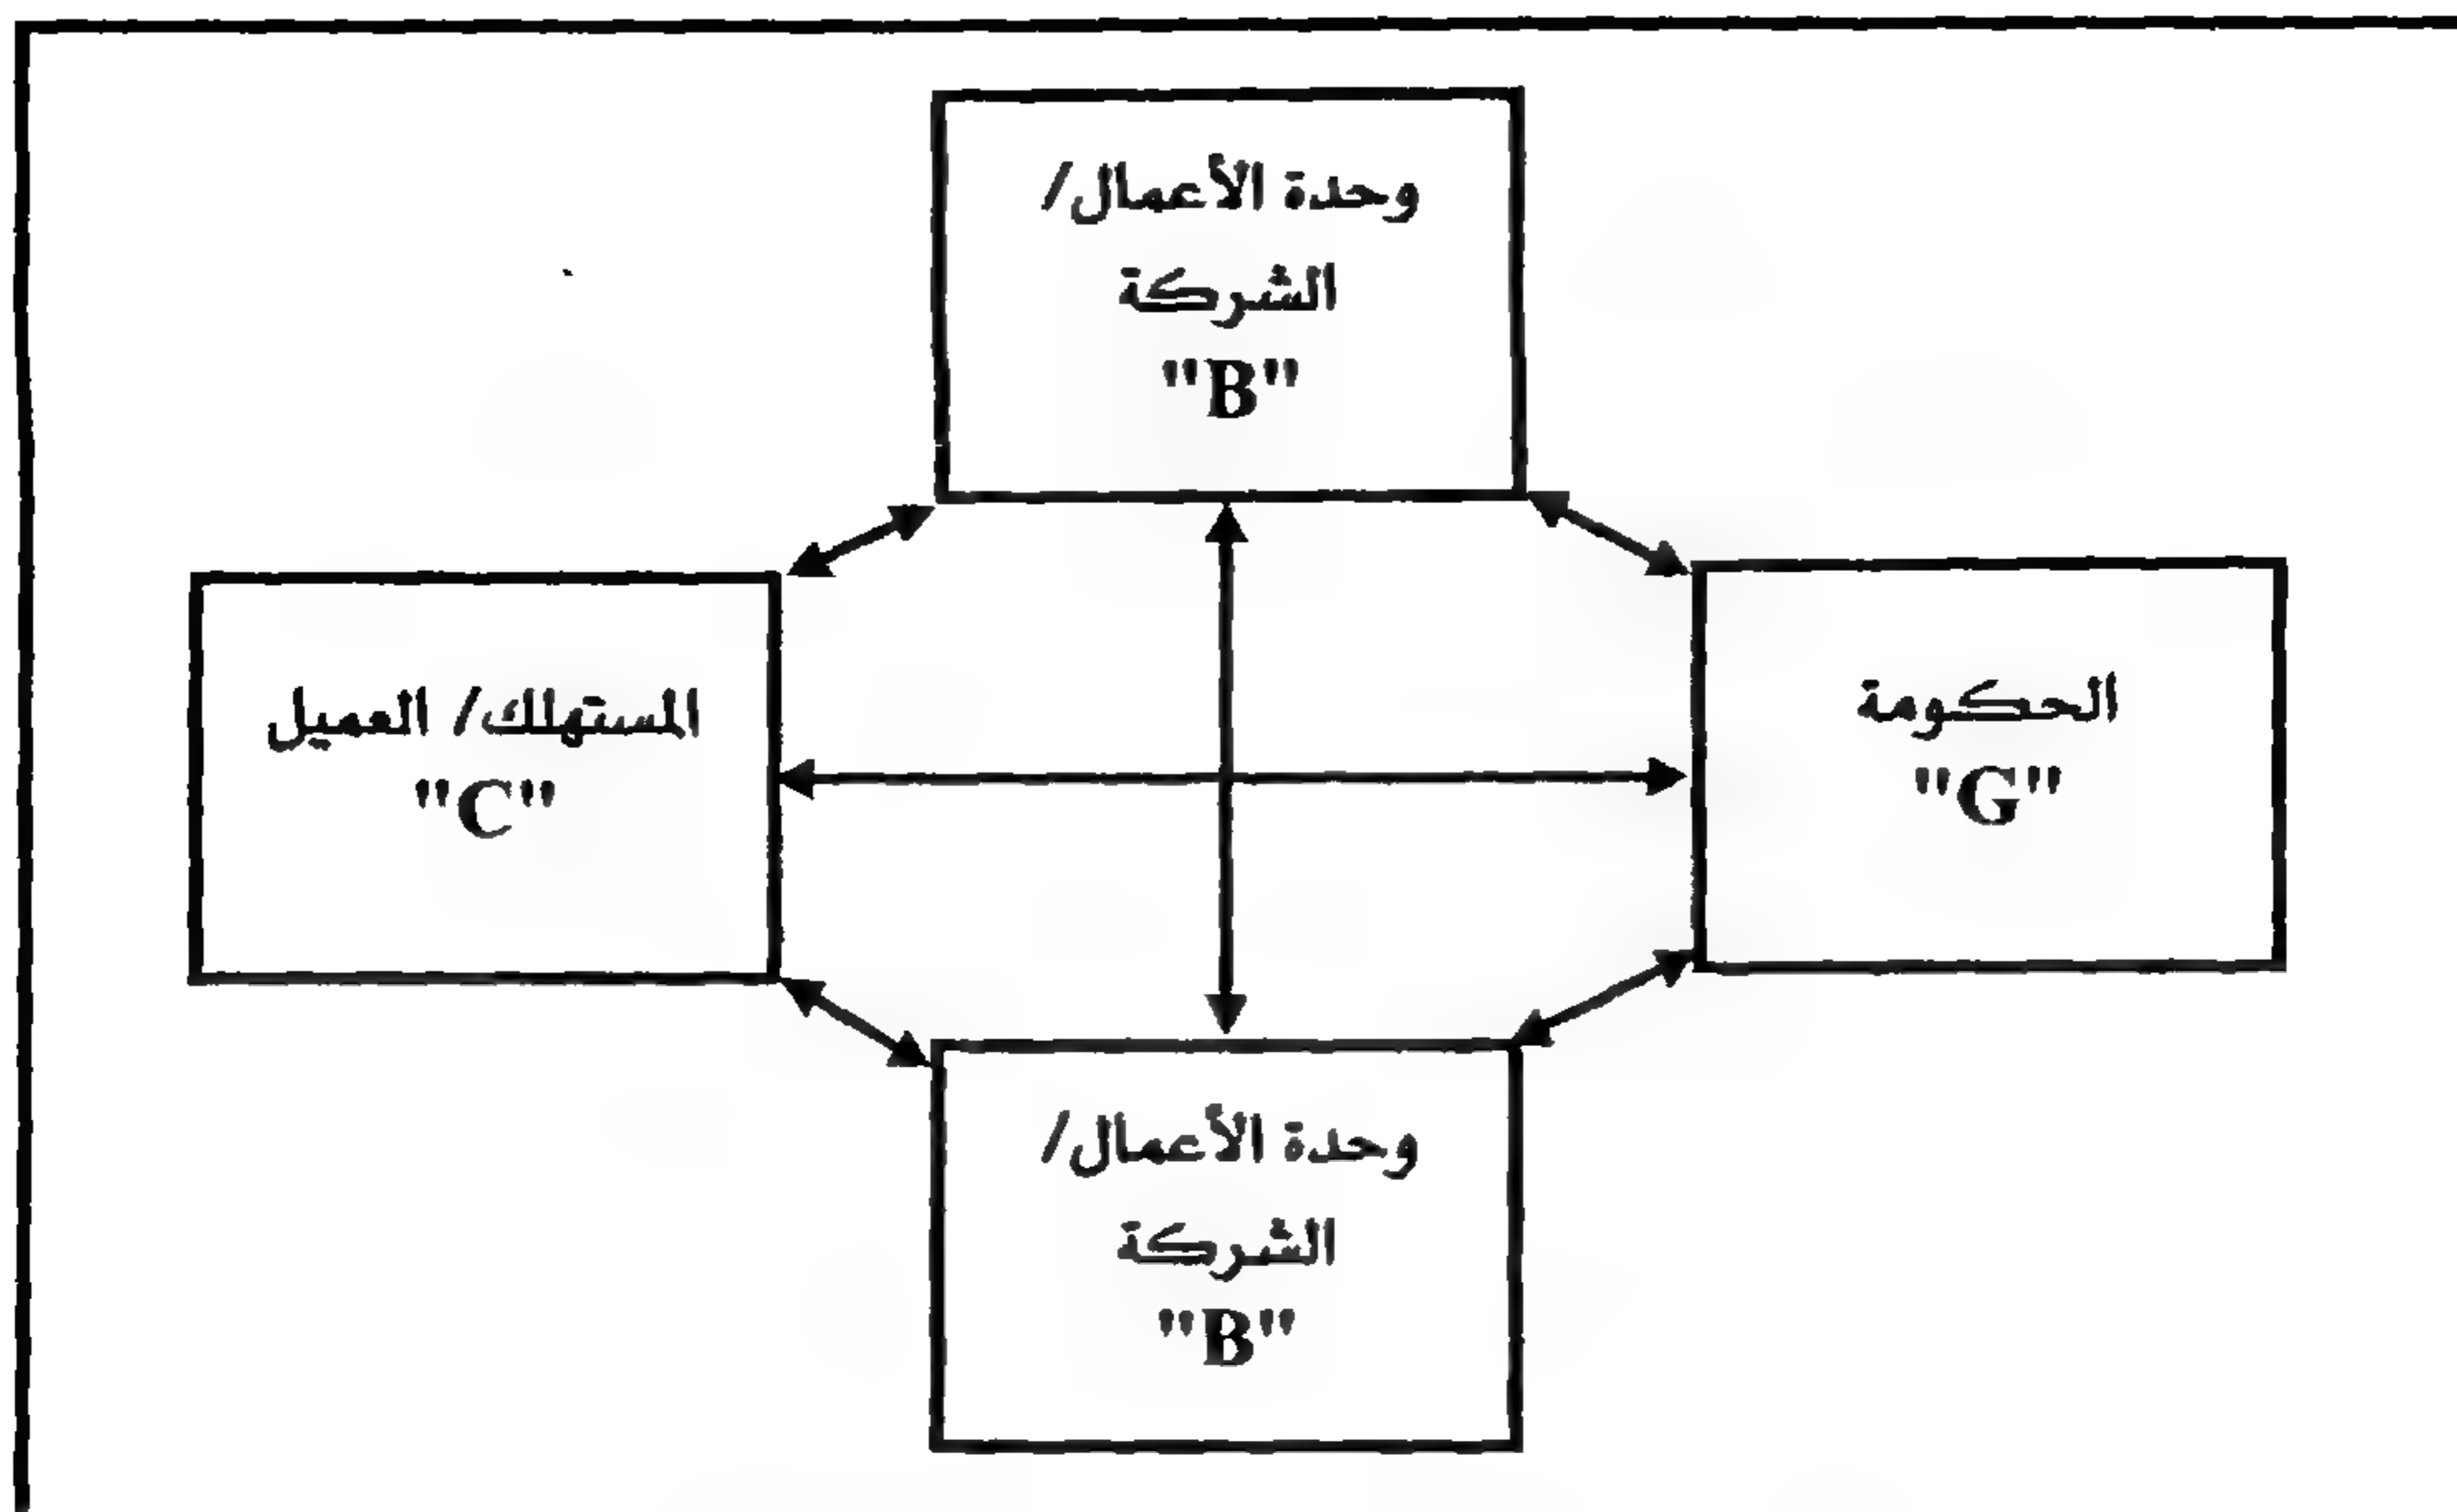 وحدة الأعمال/
الشركة
"B"
الحكومة
"G"
المستهلك/ العميل
"C"
وحدة الأعمال/
الشركة
"B"